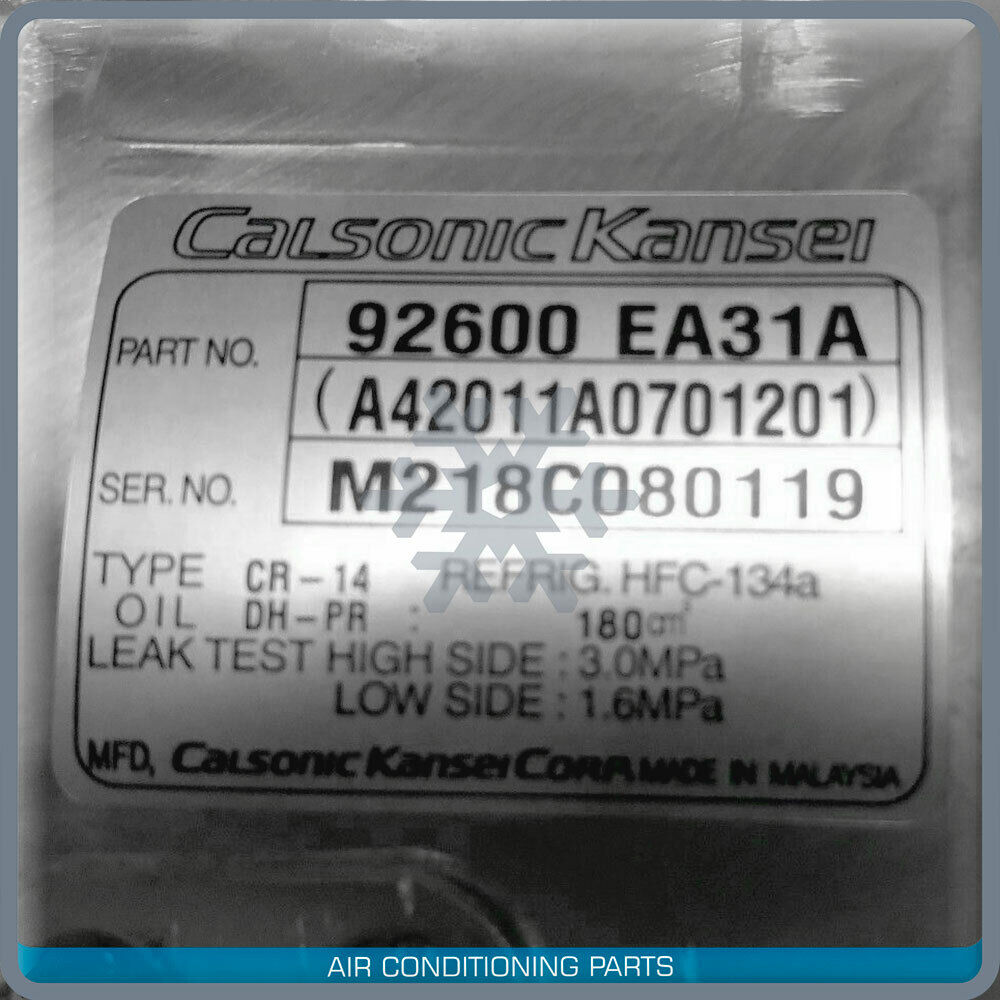 Calsonic Kansei
PART NO. 92600 EA31A
(A42011A0701201)
SER. NO. M218C080119
TYPE CR-14 REFRIG. HFC-134a
OIL DH-PR : 180cm³
LEAK TEST HIGH SIDE : 3.0MPa
LOW SIDE : 1.6MPa
MFD. Calsonic Kansei Corp. MADE IN MALAYSIA
AIR CONDITIONING PARTS